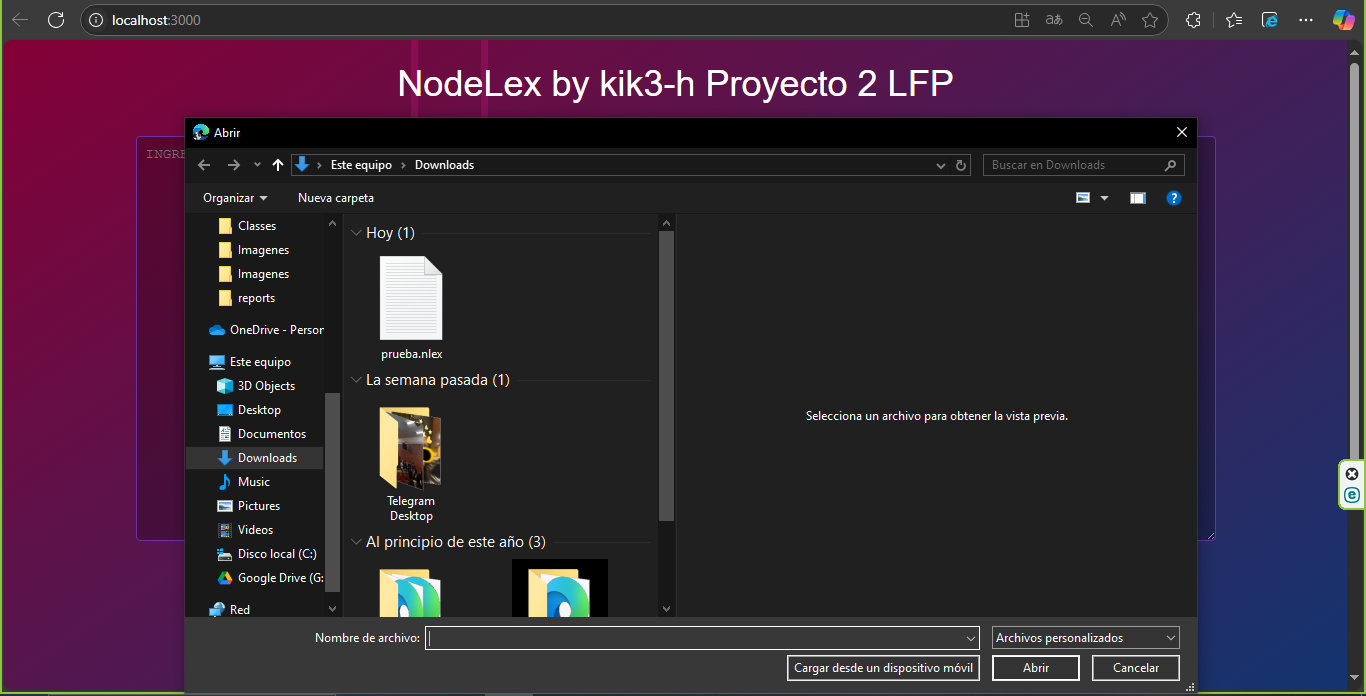 localhost:3000
NodeLex by kik3-h Proyecto 2 LFP
INGRE
Abrir
Este equipo > Downloads
Buscar en Downloads
Organizar
Nueva carpeta
Classes
Imagenes
Imagenes
reports
OneDrive - Person
Este equipo
3D Objects
Desktop
Documentos
Downloads
Music
Pictures
Videos
Disco local (C:)
Google Drive (G:
Red
Hoy (1)
prueba.nlex
La semana pasada (1)
Telegram
Desktop
Al principio de este año (3)
Selecciona un archivo para obtener la vista previa.
Nombre de archivo:
Archivos personalizados
Cargar desde un dispositivo móvil
Abrir
Cancelar